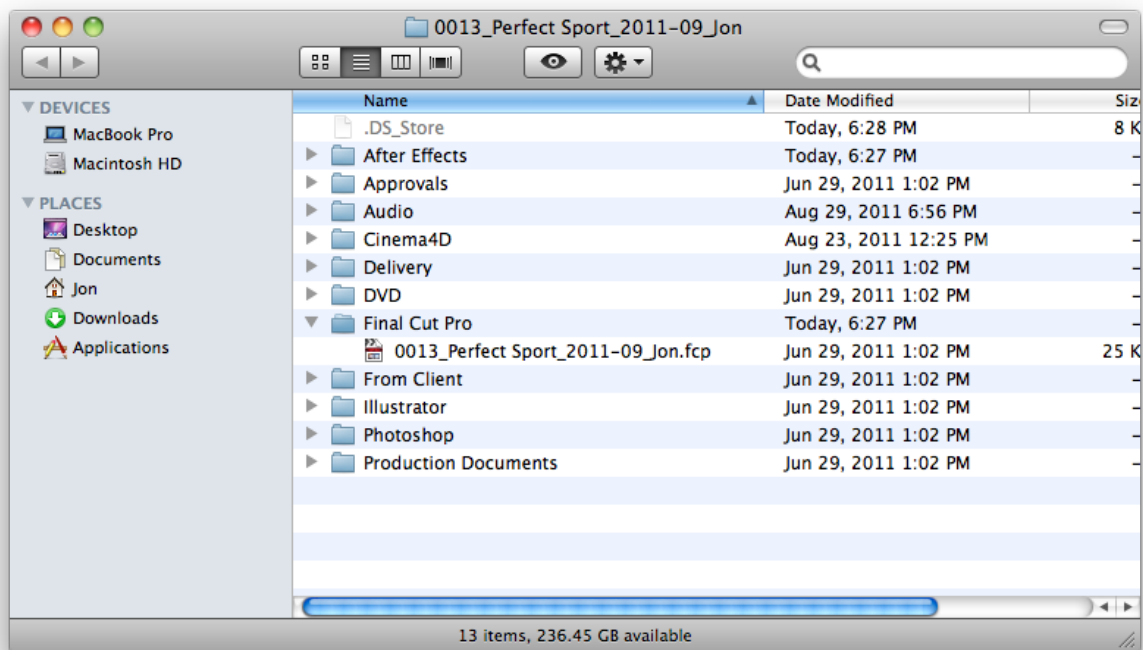 0013_Perfect Sport_2011-09_Jon
DEVICES
MacBook Pro
Macintosh HD
PLACES
Desktop
Documents
Jon
Downloads
Applications
Name Date Modified Siz
.DS_Store Today, 6:28 PM 8 K
After Effects Today, 6:27 PM –
Approvals Jun 29, 2011 1:02 PM –
Audio Aug 29, 2011 6:56 PM –
Cinema4D Aug 23, 2011 12:25 PM –
Delivery Jun 29, 2011 1:02 PM –
DVD Jun 29, 2011 1:02 PM –
Final Cut Pro Today, 6:27 PM –
0013_Perfect Sport_2011-09_Jon.fcp Jun 29, 2011 1:02 PM 25 K
From Client Jun 29, 2011 1:02 PM –
Illustrator Jun 29, 2011 1:02 PM –
Photoshop Jun 29, 2011 1:02 PM –
Production Documents Jun 29, 2011 1:02 PM –
13 items, 236.45 GB available